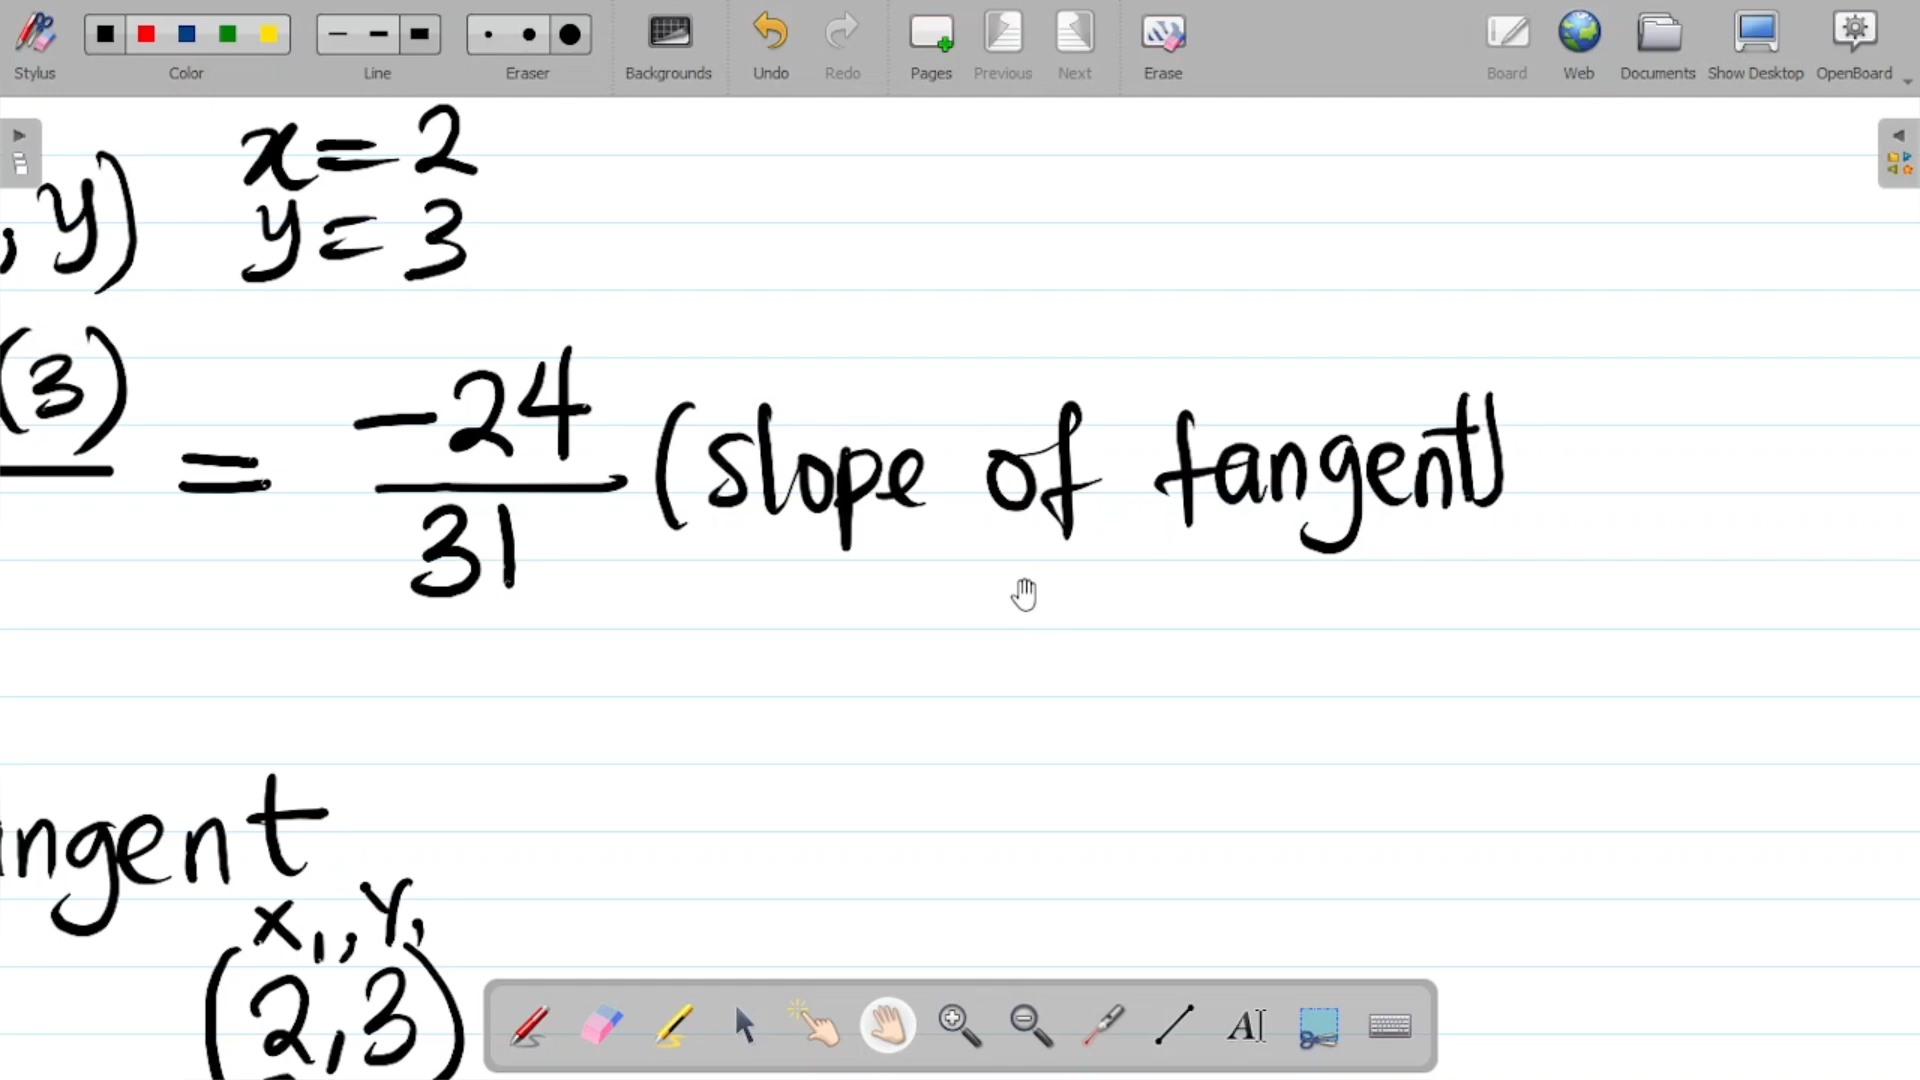 Stylus Color Line Eraser Backgrounds Undo Redo Pages Previous Next Erase Board Web Documents Show Desktop OpenBoard
x = 2
, y) y = 3
(3) = -24/31 (slope of tangent)
ngent
x₁, y₁
(2, 3)